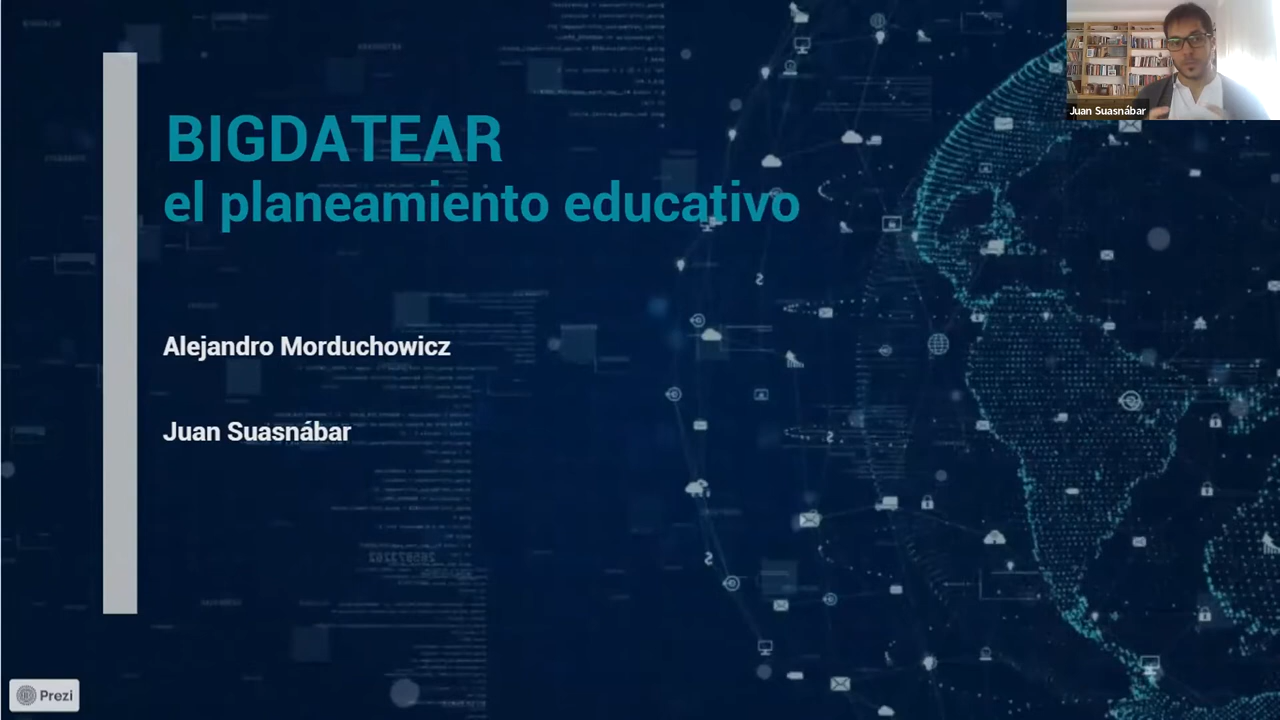 BIGDATEAR
el planeamiento educativo
Alejandro Morduchowicz
Juan Suasnábar
Juan Suasnábar
Prezi